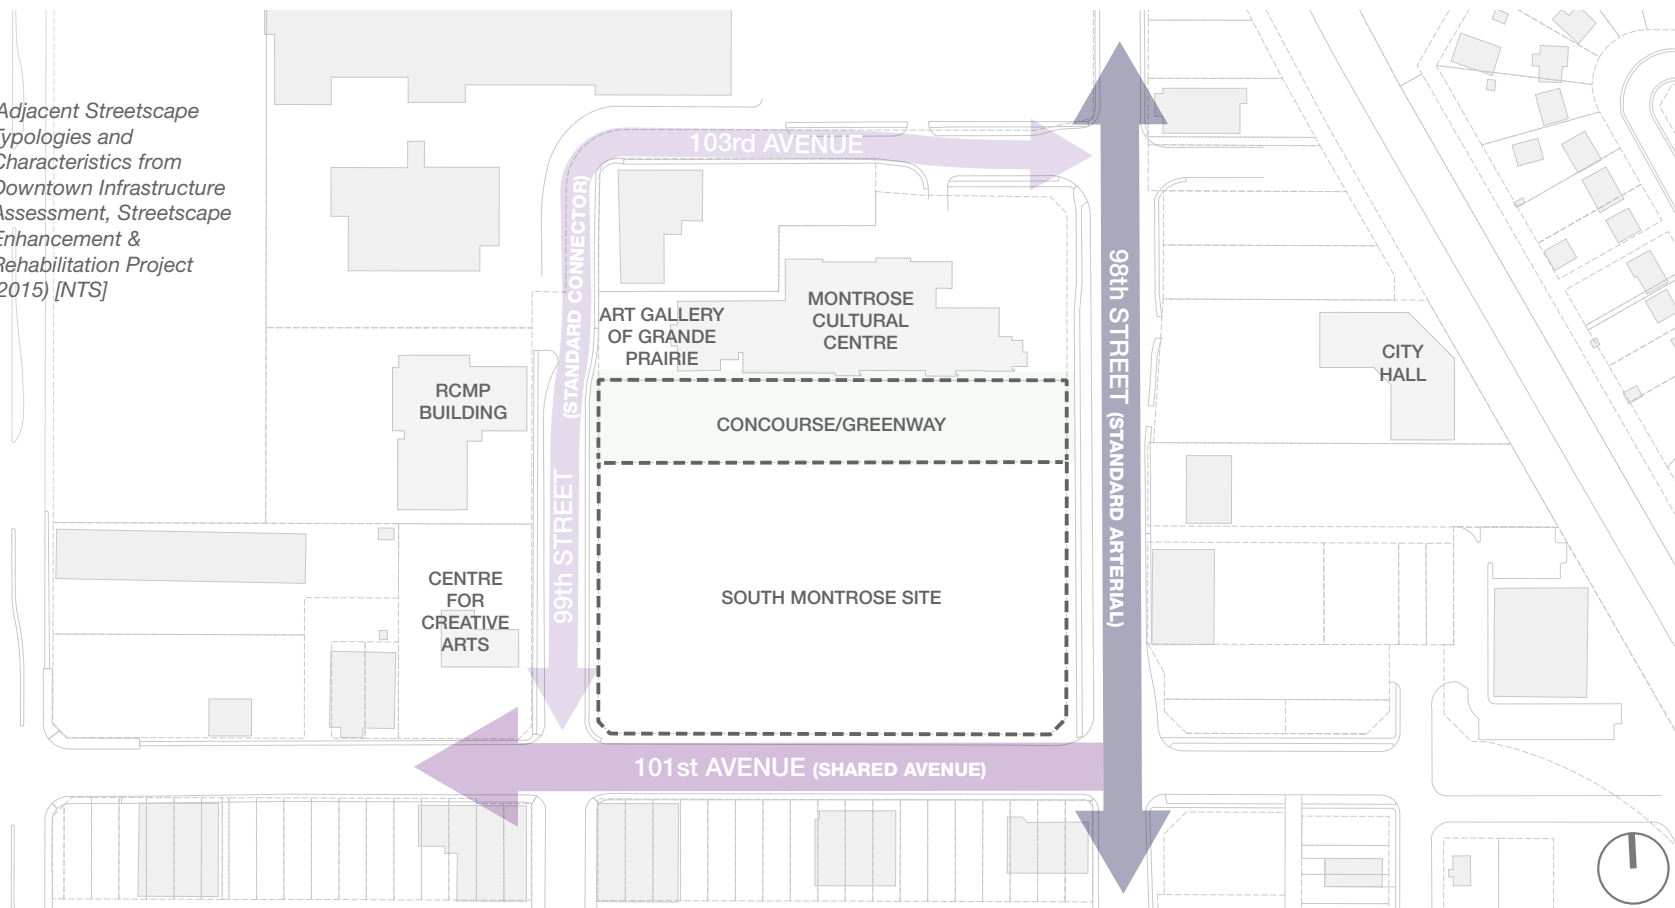 Adjacent Streetscape
Typologies and
Characteristics from
Downtown Infrastructure
Assessment, Streetscape
Enhancement &
Rehabilitation Project
2015) [NTS]
103rd AVENUE
(STANDARD CONNECTOR)
99th STREET
98th STREET (STANDARD ARTERIAL)
ART GALLERY
OF GRANDE
PRAIRIE
MONTROSE
CULTURAL
CENTRE
CITY
HALL
RCMP
BUILDING
CONCOURSE/GREENWAY
CENTRE
FOR
CREATIVE
ARTS
SOUTH MONTROSE SITE
101st AVENUE (SHARED AVENUE)